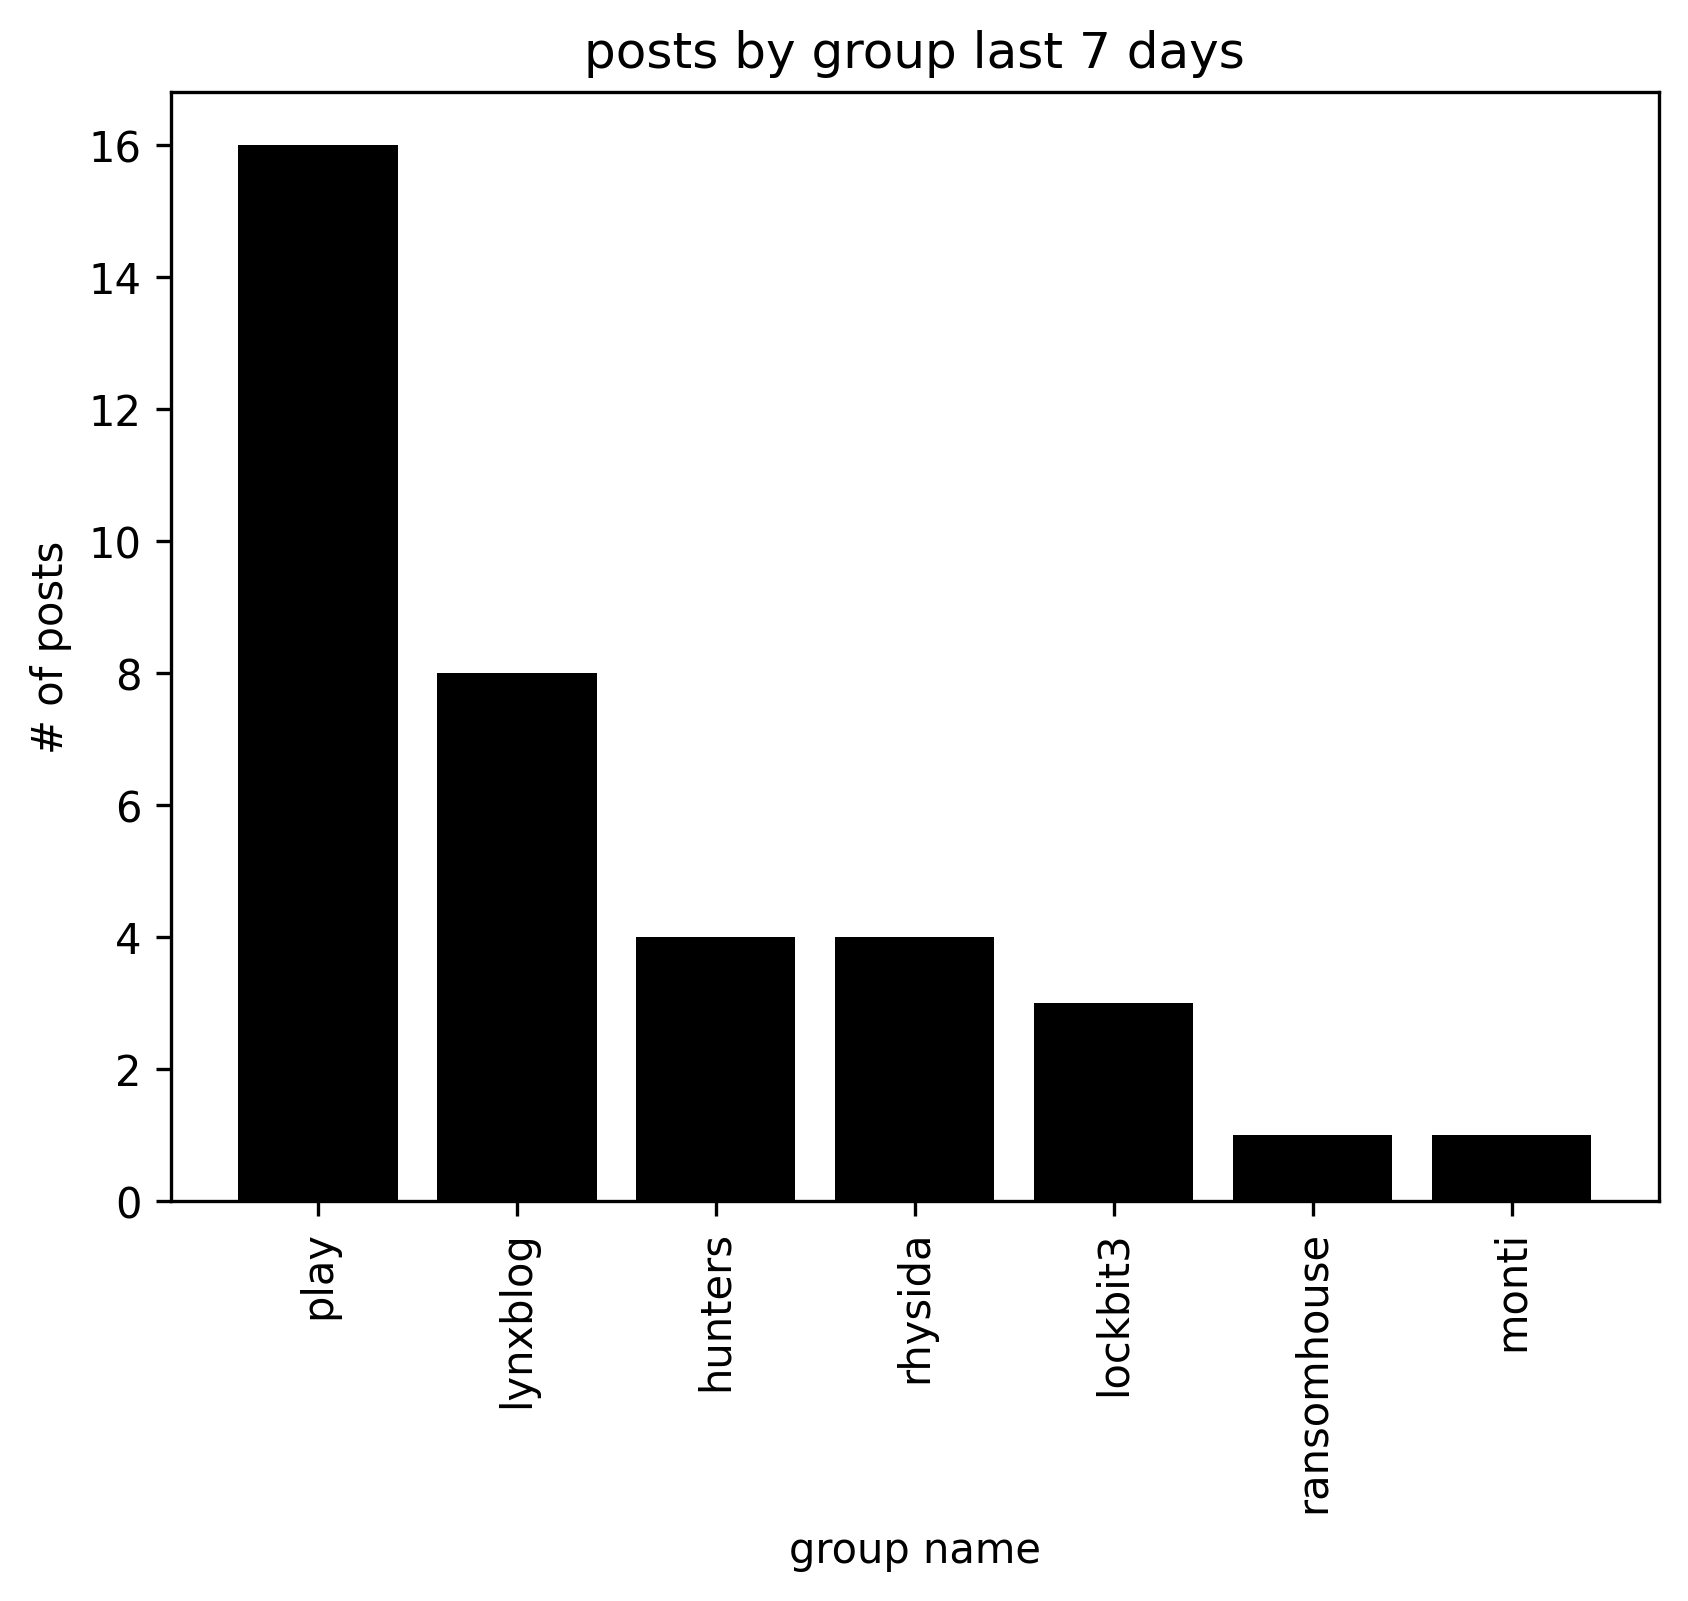 posts by group last 7 days
# of posts
16
14
12
10
8
6
4
2
0
play
lynxblog
hunters
rhysida
lockbit3
ransomhouse
monti
group name